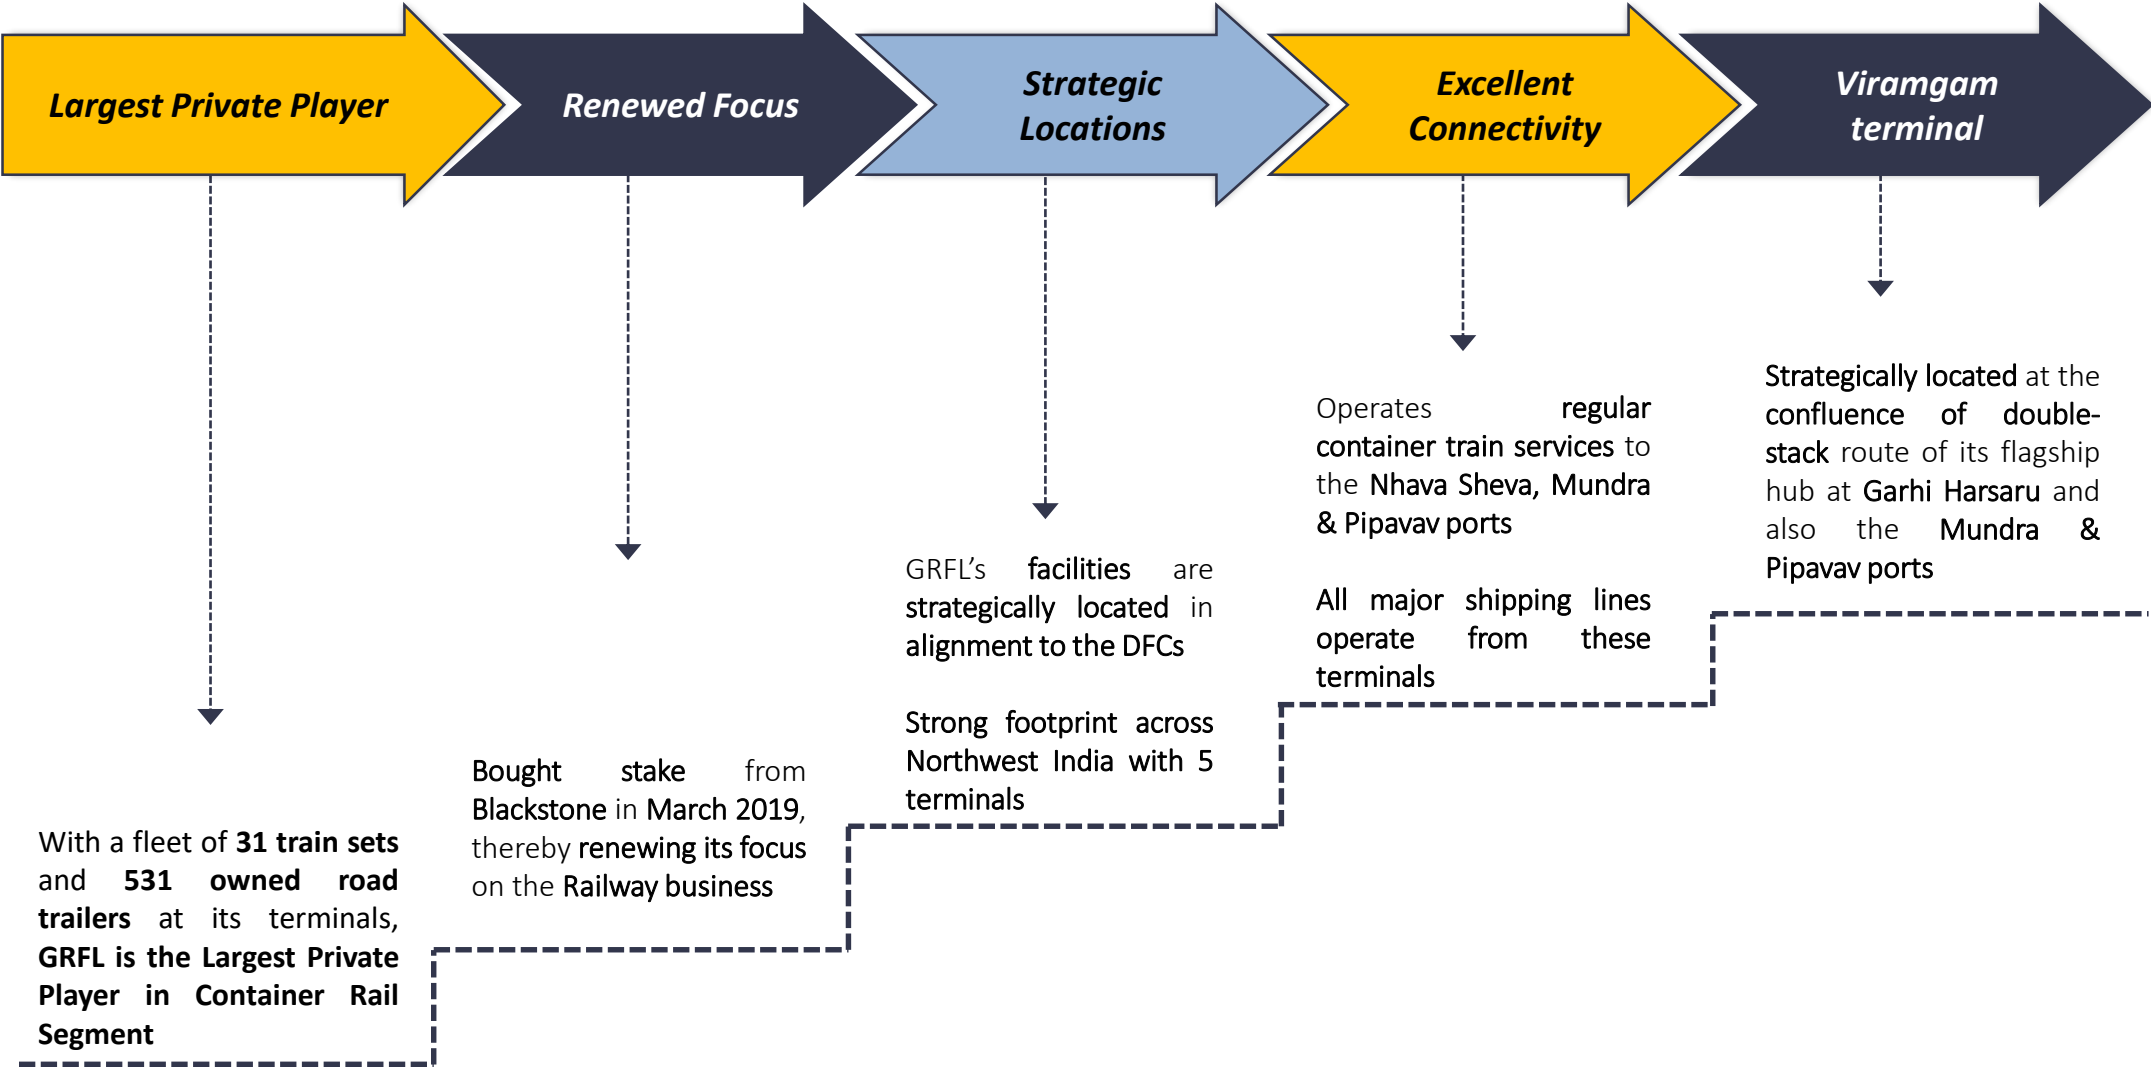 Largest Private Player
Renewed Focus
Strategic
Locations
Excellent
Connectivity
Viramgam
terminal
With a fleet of 31 train sets
and 531 owned road
trailers at its terminals,
GRFL is the Largest Private
Player in Container Rail
Segment
Bought stake from
Blackstone in March 2019,
thereby renewing its focus
on the Railway business
GRFL’s facilities are
strategically located in
alignment to the DFCs
Strong footprint across
Northwest India with 5
terminals
Operates regular
container train services to
the Nhava Sheva, Mundra
& Pipavav ports
All major shipping lines
operate from these
terminals
Strategically located at the
confluence of double-
stack route of its flagship
hub at Garhi Harsaru and
also the Mundra &
Pipavav ports